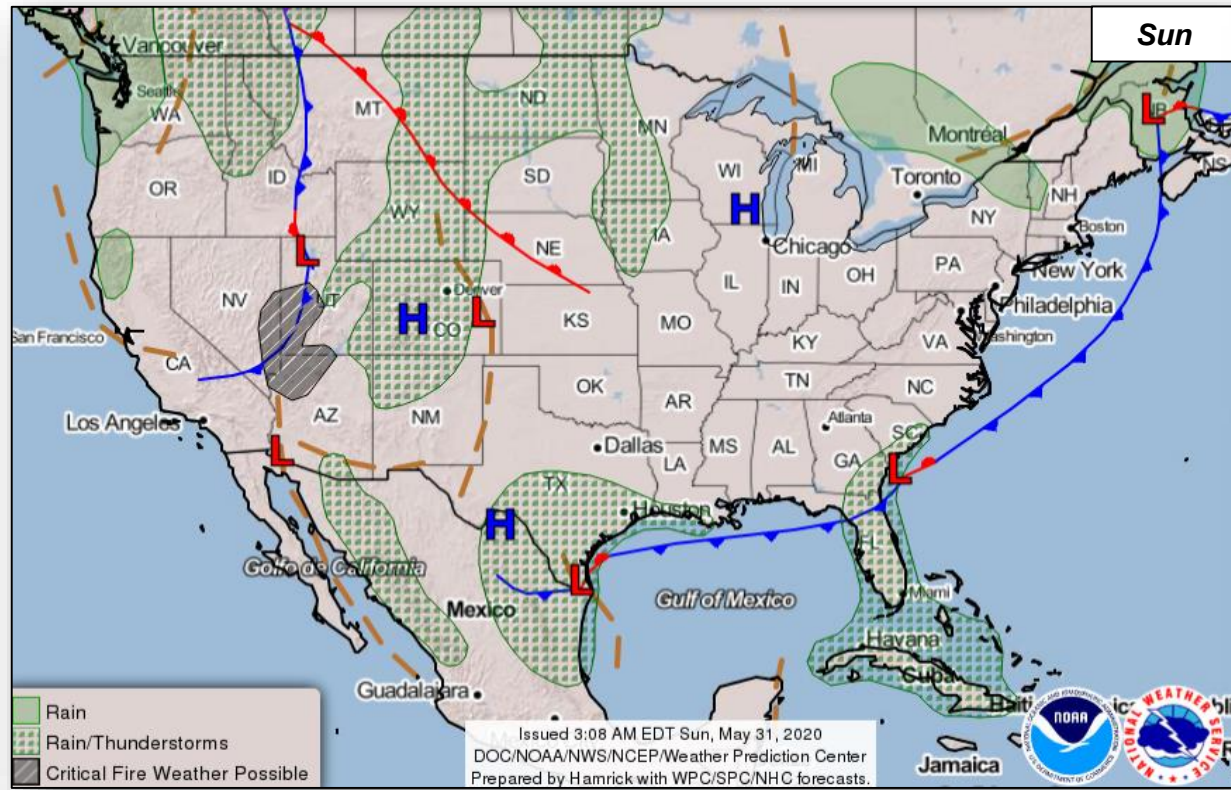 Sun
Vancouver
Seattle
WA
MT
ND
MN
OR
ID
SD
WI
MI
Montréal
Toronto
NH
NS
WY
NE
IA
H
Chicago
NY
Boston
New York
L
NV
UT
Denver
CO
H
L
IL
IN
OH
PA
Philadelphia
San Francisco
CA
KS
MO
KY
VA
Los Angeles
AZ
NM
OK
AR
TN
NC
Atlanta
SC
L
Dallas
LA
MS
AL
GA
L
TX
Houston
H
FL
Golfo de California
Mexico
L
Gulf of Mexico
Miami
Havana
Cuba
Guadalajara
L
Jamaica
Rain
Rain/Thunderstorms
Critical Fire Weather Possible
Issued 3:08 AM EDT Sun, May 31, 2020
DOC/NOAA/NWS/NCEP/Weather Prediction Center
Prepared by Hamrick with WPC/SPC/NHC forecasts.
NOAA
NATIONAL WEATHER SERVICE